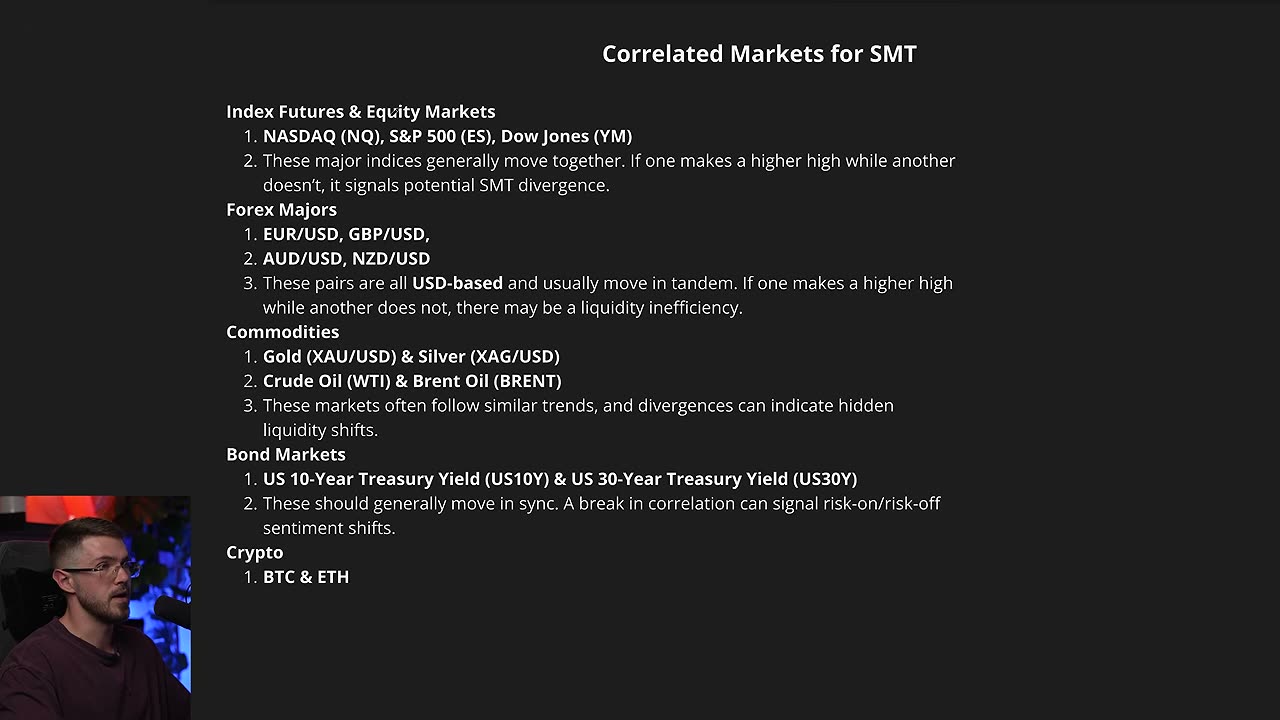 Correlated Markets for SMT
Index Futures & Equity Markets
1. NASDAQ (NQ), S&P 500 (ES), Dow Jones (YM)
2. These major indices generally move together. If one makes a higher high while another
doesn't, it signals potential SMT divergence.
Forex Majors
1. EUR/USD, GBP/USD,
2. AUD/USD, NZD/USD
3. These pairs are all USD-based and usually move in tandem. If one makes a higher high
while another does not, there may be a liquidity inefficiency.
Commodities
1. Gold (XAU/USD) & Silver (XAG/USD)
2. Crude Oil (WTI) & Brent Oil (BRENT)
3. These markets often follow similar trends, and divergences can indicate hidden
liquidity shifts.
Bond Markets
1. US 10-Year Treasury Yield (US10Y) & US 30-Year Treasury Yield (US30Y)
2. These should generally move in sync. A break in correlation can signal risk-on/risk-off
sentiment shifts.
Crypto
1. BTC & ETH